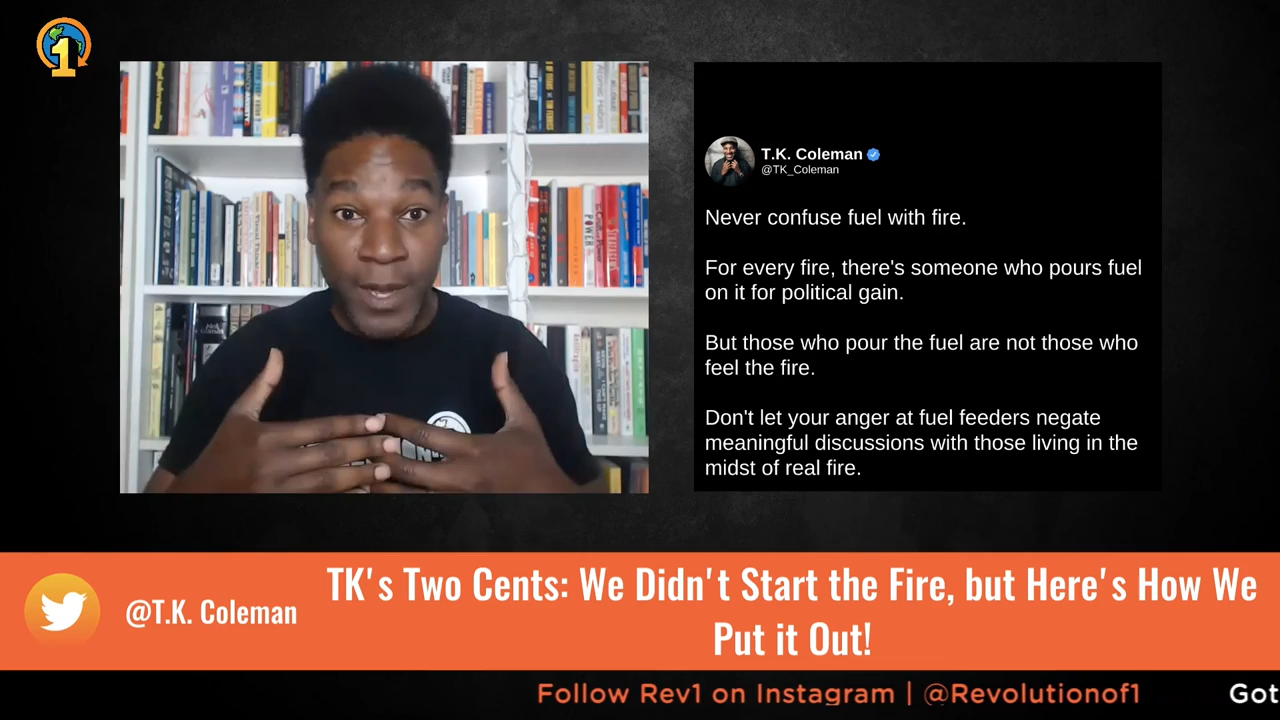 1
MASTERY
POWER
T.K. Coleman
@TK_Coleman
Never confuse fuel with fire.
For every fire, there's someone who pours fuel
on it for political gain.
But those who pour the fuel are not those who
feel the fire.
Don't let your anger at fuel feeders negate
meaningful discussions with those living in the
midst of real fire.
@T.K. Coleman
TK's Two Cents: We Didn't Start the Fire, but Here's How We
Put it Out!
Follow Rev1 on Instagram | @Revolutionof1
Got